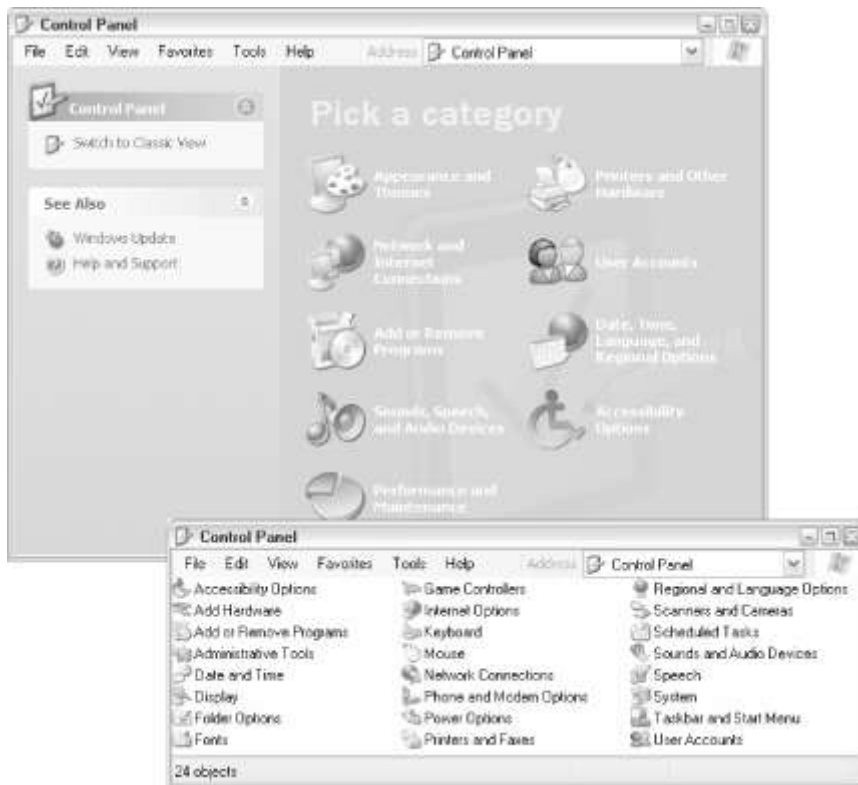 Control Panel
File Edit View Favorites Tools Help Address Control Panel
Control Panel
Switch to Classic View
See Also
Windows Update
Help and Support
Pick a category
Appearance and
Themes
Printers and Other
Hardware
Network and
Internet
Connections
User Accounts
Add or Remove
Programs
Date, Time,
Language, and
Regional Options
Sounds, Speech,
and Audio Devices
Accessibility
Options
Performance and
Maintenance
Control Panel
File Edit View Favorites Tools Help Address Control Panel
Accessibility Options
Add Hardware
Add or Remove Programs
Administrative Tools
Date and Time
Display
Folder Options
Fonts
Game Controllers
Internet Options
Keyboard
Mouse
Network Connections
Phone and Modem Options
Power Options
Printers and Faxes
Regional and Language Options
Scanners and Cameras
Scheduled Tasks
Sounds and Audio Devices
Speech
System
Taskbar and Start Menu
User Accounts
24 objects